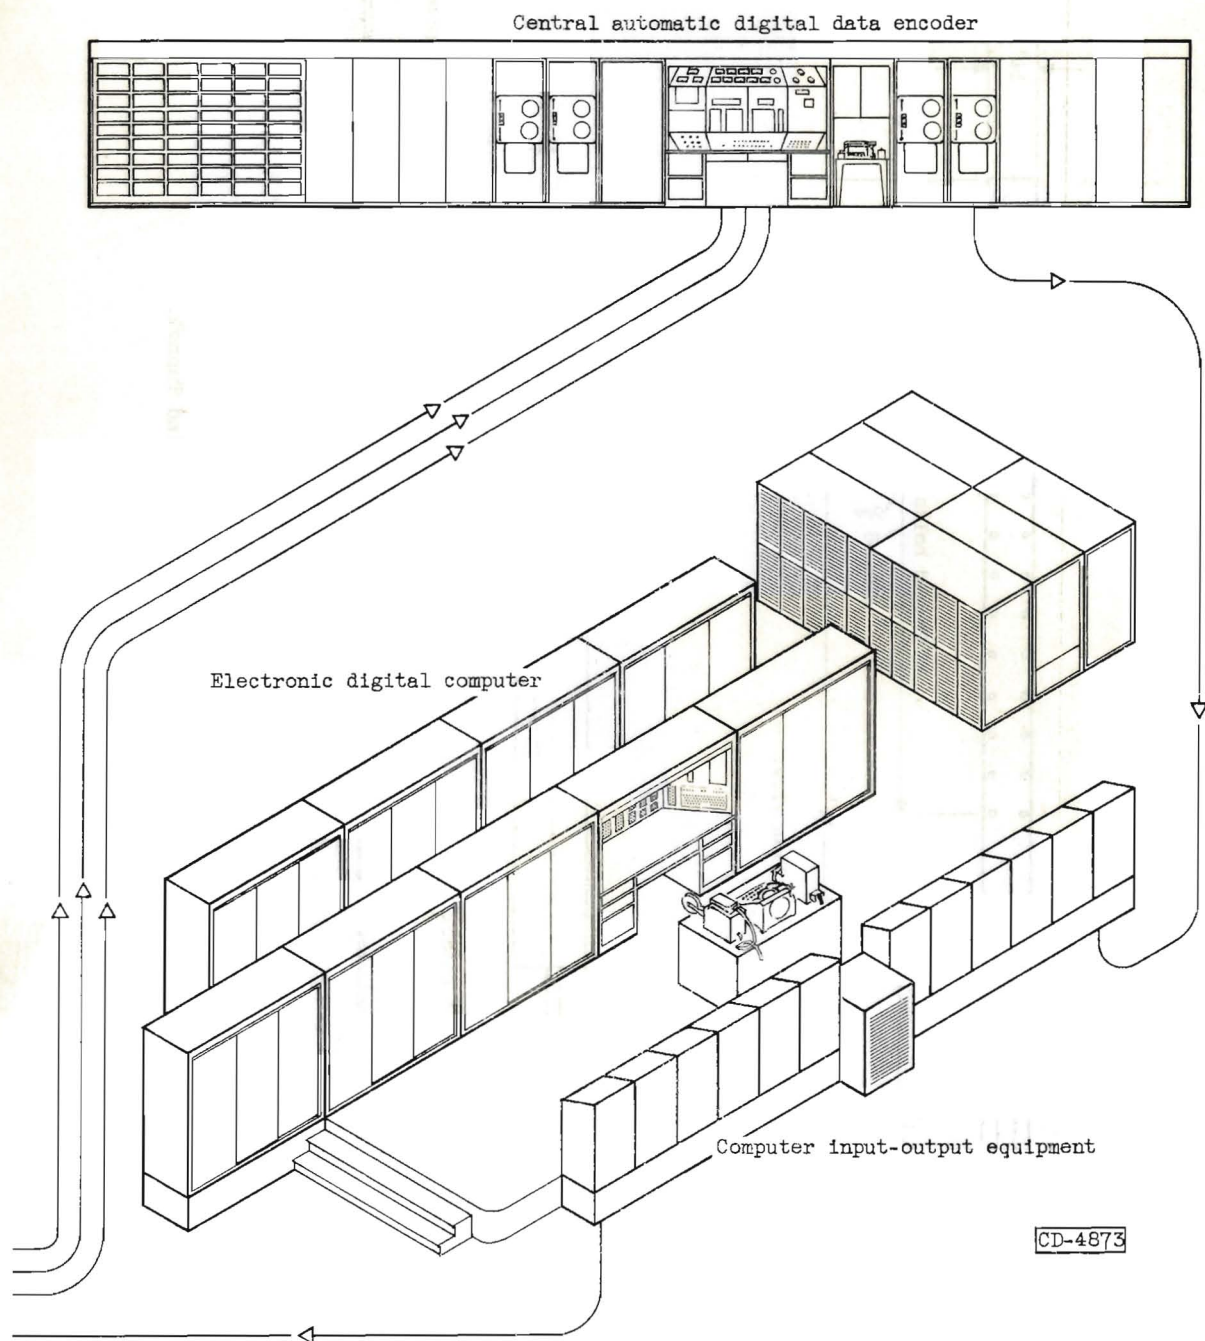 Central automatic digital data encoder
Electronic digital computer
Computer input-output equipment
CD-4873